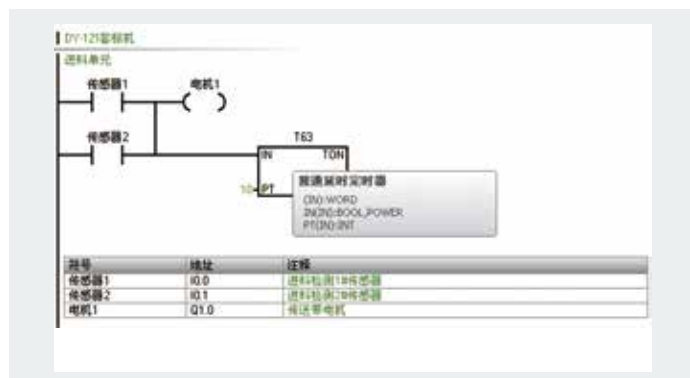 DY-121套标机
进料单元
传感器1
电机1
传感器2
T63
IN TON
10 PT
普通延时定时器
(IN):WORD
IN(IN):BOOL,POWER
PT(IN):INT
符号 地址 注释
传感器1 I0.0 进料检测1#传感器
传感器2 I0.1 进料检测2#传感器
电机1 Q1.0 传送带电机